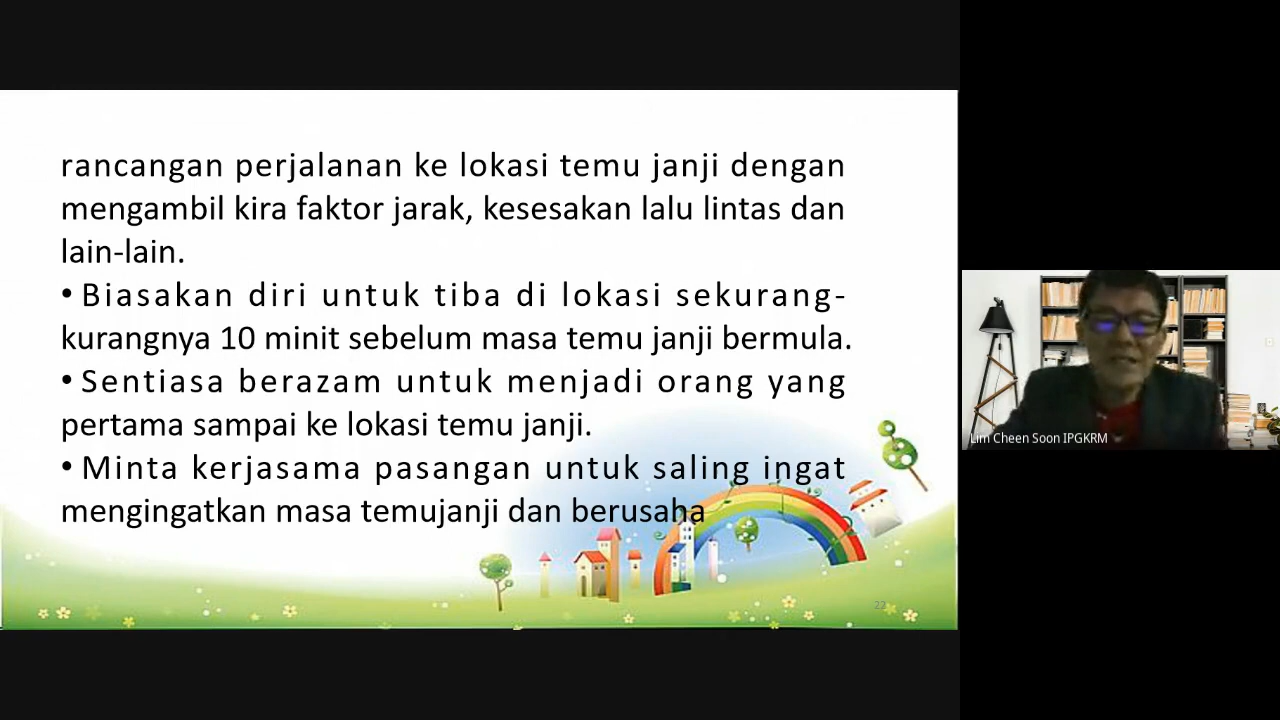 rancangan perjalanan ke lokasi temu janji dengan
mengambil kira faktor jarak, kesesakan lalu lintas dan
lain-lain.
• Biasakan diri untuk tiba di lokasi sekurang-
kurangnya 10 minit sebelum masa temu janji bermula.
• Sentiasa berazam untuk menjadi orang yang
pertama sampai ke lokasi temu janji.
• Minta kerjasama pasangan untuk saling ingat
mengingatkan masa temujanji dan berusaha
Lim Cheen Soon IPGKRM